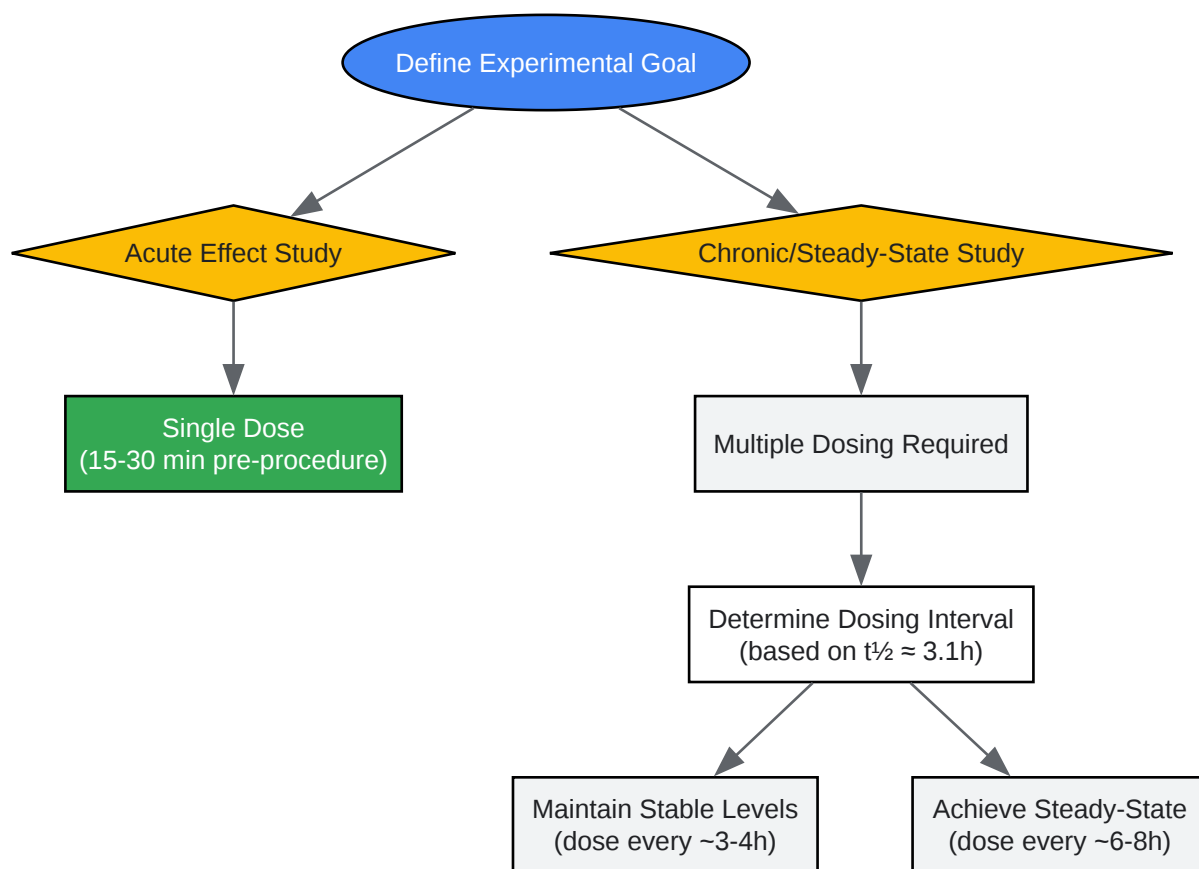 Define Experimental Goal
Acute Effect Study
Chronic/Steady-State Study
Single Dose
(15-30 min pre-procedure)
Multiple Dosing Required
Determine Dosing Interval
(based on t½ ≈ 3.1h)
Maintain Stable Levels
(dose every ~3-4h)
Achieve Steady-State
(dose every ~6-8h)